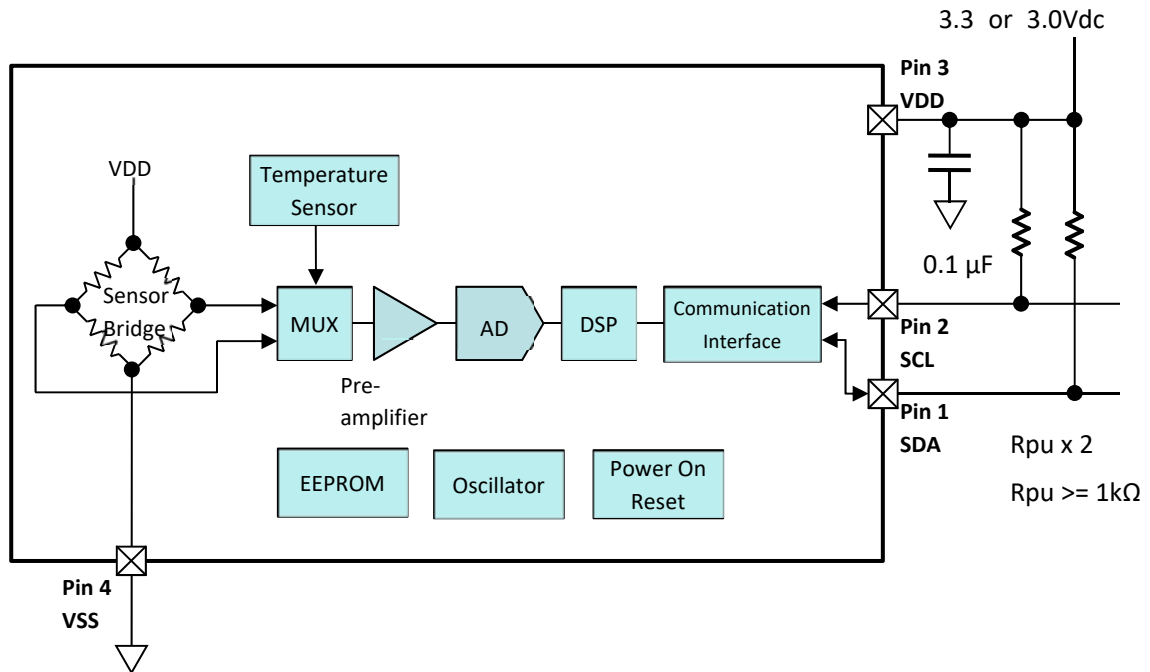 3.3 or 3.0Vdc
Pin 3
VDD
VDD
Temperature
Sensor
Sensor
Bridge
MUX
AD
DSP
Communication
Interface
0.1 µF
Pin 2
SCL
Pre-
amplifier
Pin 1
SDA
Rpu x 2
Rpu >= 1kΩ
EEPROM
Oscillator
Power On
Reset
Pin 4
VSS